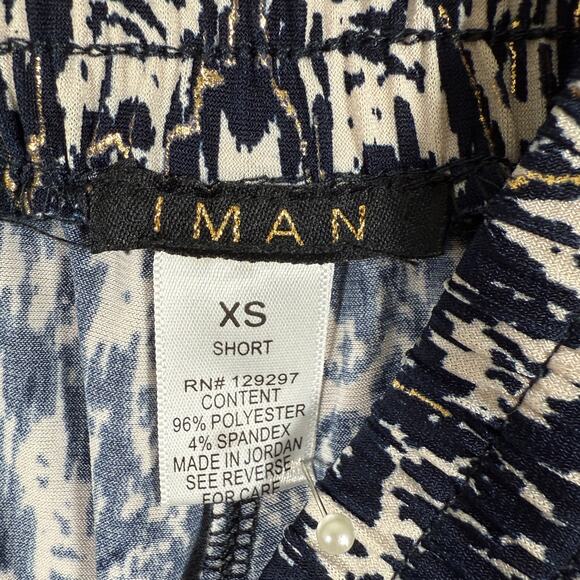 IMAN
XS
SHORT
RN# 129297
CONTENT
96% POLYESTER
4% SPANDEX
MADE IN JORDAN
SEE REVERSE
FOR CARE